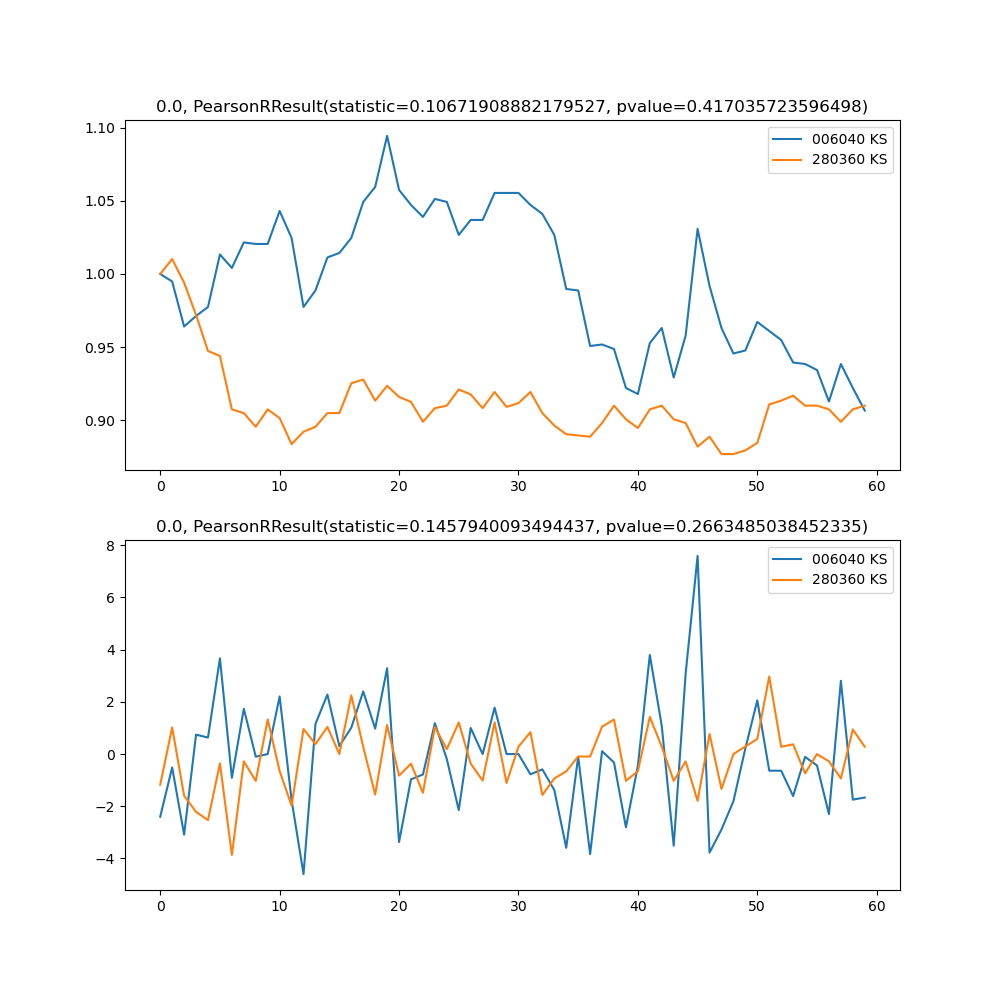 0.0, PearsonRResult(statistic=0.10671908882179527, pvalue=0.417035723596498)
1.10
1.05
1.00
0.95
0.90
006040 KS
280360 KS
0 10 20 30 40 50 60
0.0, PearsonRResult(statistic=0.1457940093494437, pvalue=0.2663485038452335)
8
6
4
2
0
−2
−4
006040 KS
280360 KS
0 10 20 30 40 50 60